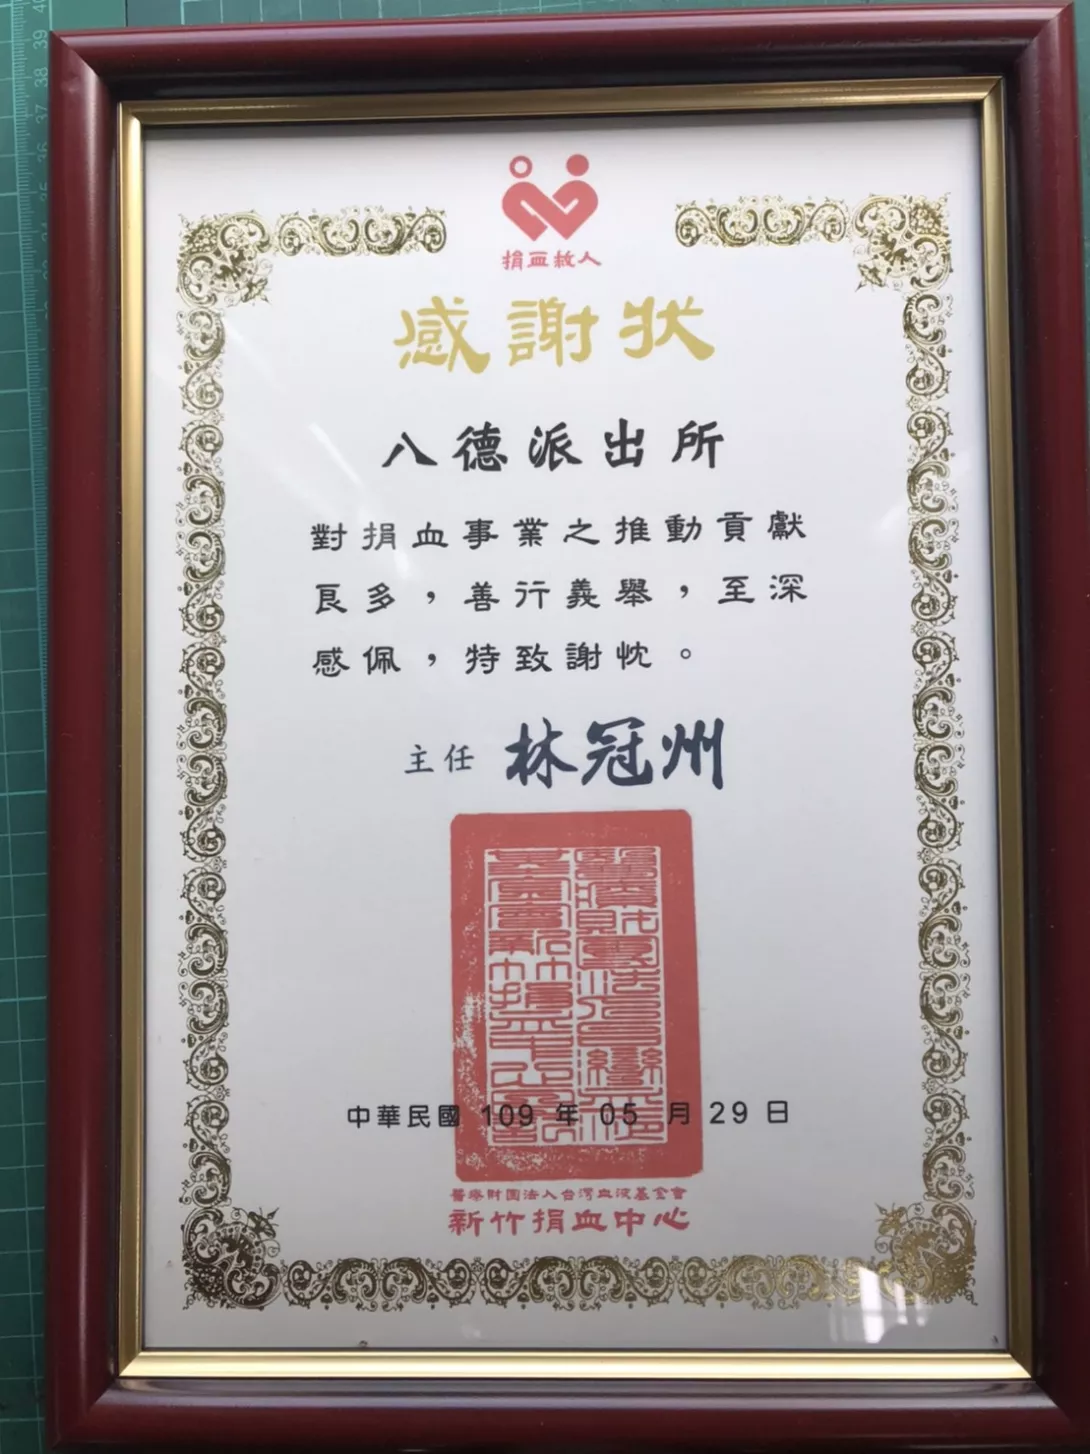 捐血救人
感謝狀
八德派出所
對捐血事業之推動貢獻
良多，善行義舉，至深
感佩，特致謝忱。
主任 林冠州
中華民國 109 年 05 月 29 日
醫療財團法人台灣血液基金會
新竹捐血中心